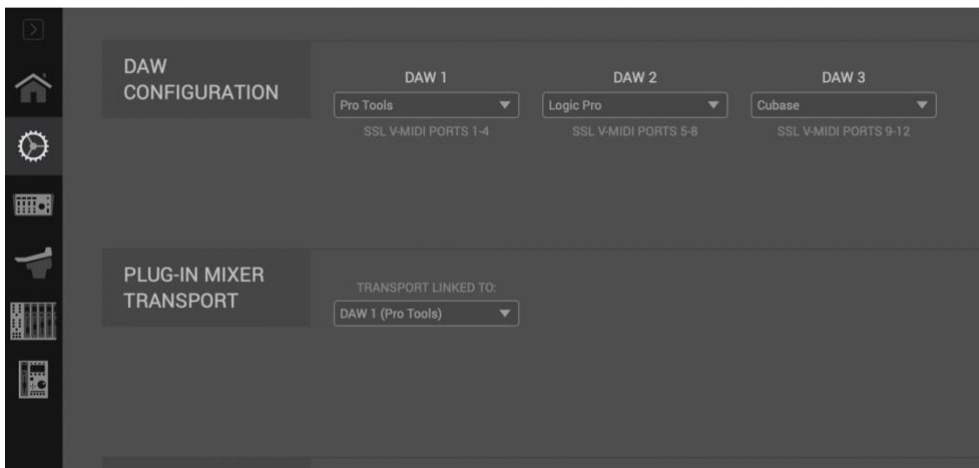 DAW
CONFIGURATION
DAW 1
DAW 2
DAW 3
Pro Tools
Logic Pro
Cubase
SSL V-MIDI PORTS 1-4
SSL V-MIDI PORTS 5-8
SSL V-MIDI PORTS 9-12
PLUG-IN MIXER
TRANSPORT
TRANSPORT LINKED TO:
DAW 1 (Pro Tools)